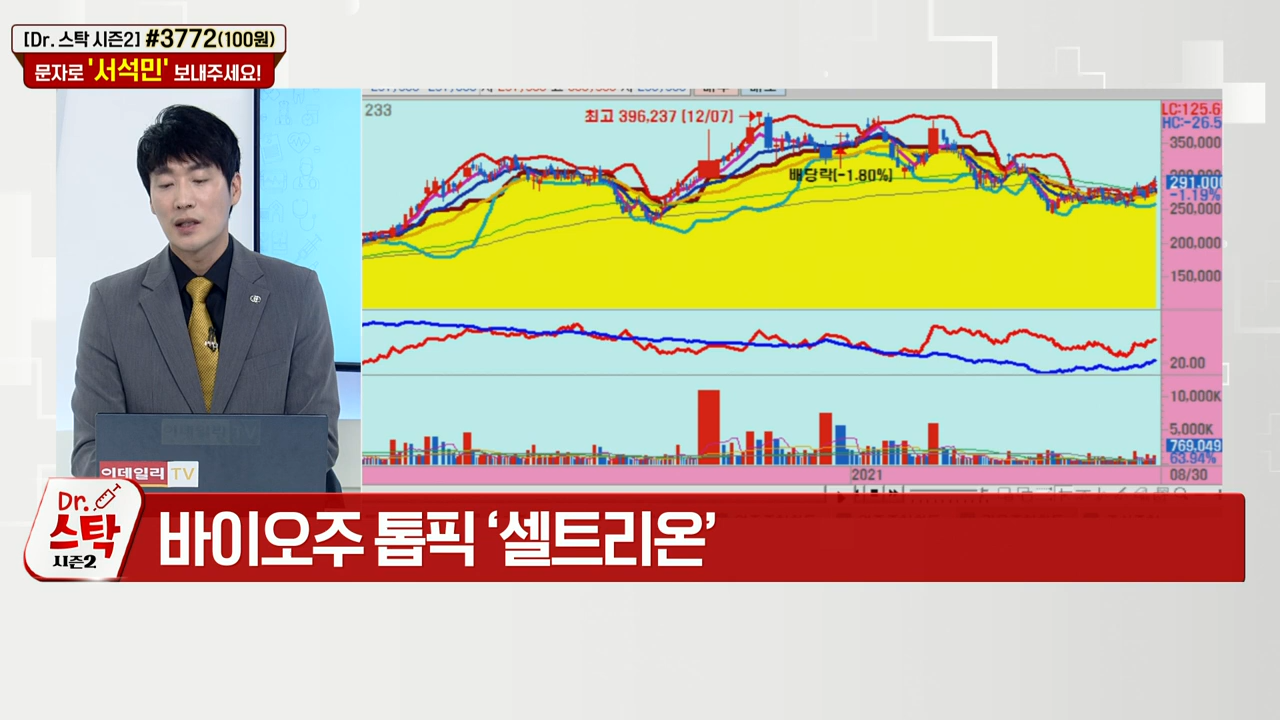 [Dr. 스탁 시즌2] #3772(100원)
문자로 '서석민' 보내주세요!
233
최고 396,237 (12/07)
배당락(-1.80%)
LC:125.6
HC:-26.5
350,000
291,000
-1.19%
250,000
200,000
150,000
20.00
10,000K
5,000K
769,049
63.94%
2021
08/30
이데일리 TV
Dr.
스탁
시즌2
바이오주 톱픽 ‘셀트리온’